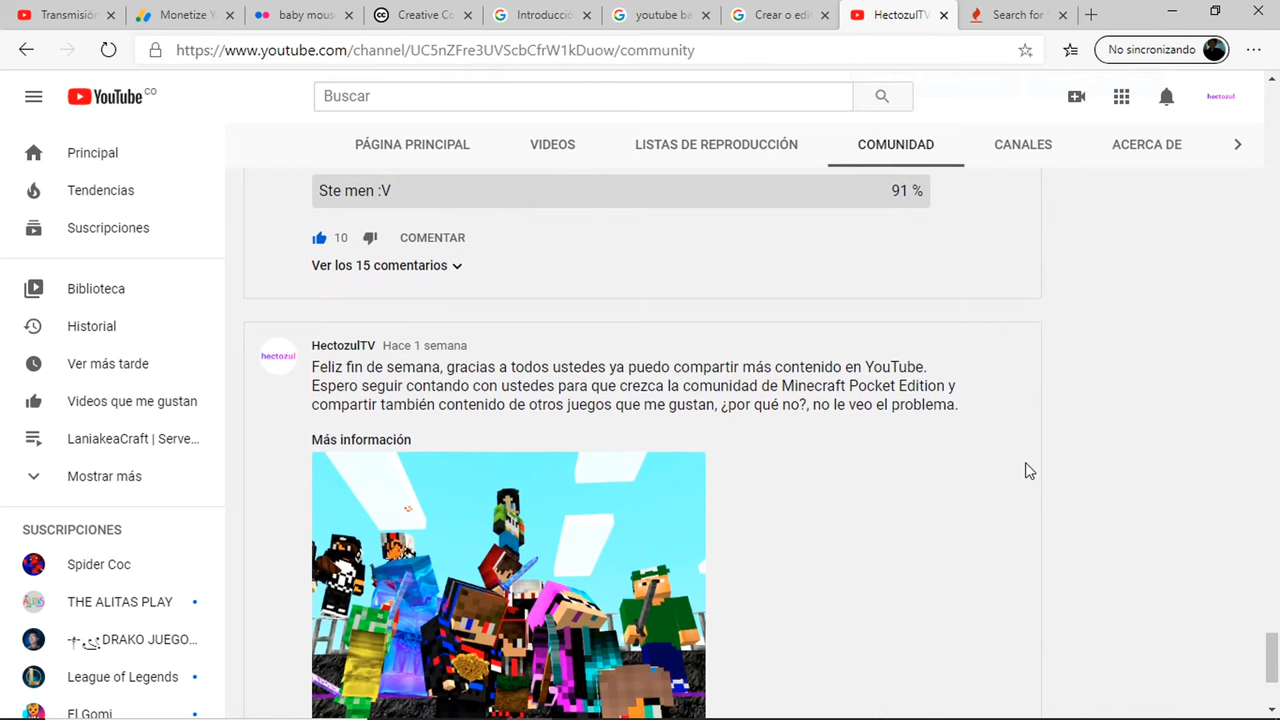 Transmisión
Monetize Y
baby mous
Creative Co
Introducció
youtube ba
Crear o edi
HectozulTV
Search for
https://www.youtube.com/channel/UC5nZFre3UVScbCfrW1kDuow/community
No sincronizando
YouTube CO
Buscar
hectozul
PÁGINA PRINCIPAL VIDEOS LISTAS DE REPRODUCCIÓN COMUNIDAD CANALES ACERCA DE
Principal
Tendencias
Suscripciones
Biblioteca
Historial
Ver más tarde
Videos que me gustan
LaniakeaCraft | Serve...
Mostrar más
SUSCRIPCIONES
Spider Coc
THE ALITAS PLAY
DRAKO JUEGO...
League of Legends
El Gomi
Ste men :V 91 %
10 COMENTAR
Ver los 15 comentarios
hectozul
HectozulTV Hace 1 semana
Feliz fin de semana, gracias a todos ustedes ya puedo compartir más contenido en YouTube.
Espero seguir contando con ustedes para que crezca la comunidad de Minecraft Pocket Edition y
compartir también contenido de otros juegos que me gustan, ¿por qué no?, no le veo el problema.
Más información